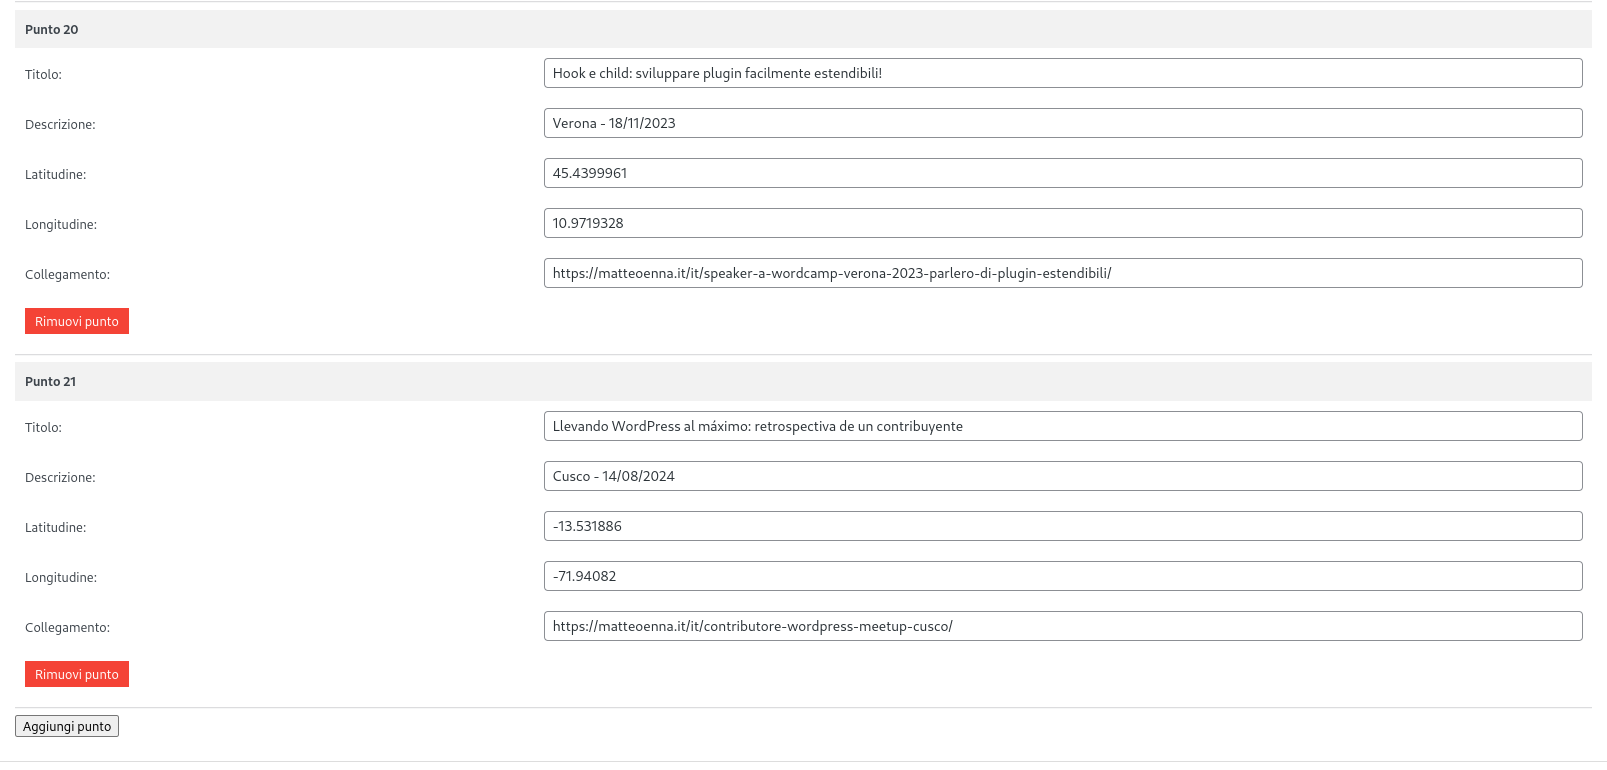 Punto 20
Titolo:
Hook e child: sviluppare plugin facilmente estendibili!
Descrizione:
Verona - 18/11/2023
Latitudine:
45.4399961
Longitudine:
10.9719328
Collegamento:
https://matteoenna.it/it/speaker-a-wordcamp-verona-2023-parlero-di-plugin-estendibili/
Rimuovi punto
Punto 21
Titolo:
Llevando WordPress al máximo: retrospectiva de un contribuyente
Descrizione:
Cusco - 14/08/2024
Latitudine:
-13.531886
Longitudine:
-71.94082
Collegamento:
https://matteoenna.it/it/contributore-wordpress-meetup-cusco/
Rimuovi punto
Aggiungi punto